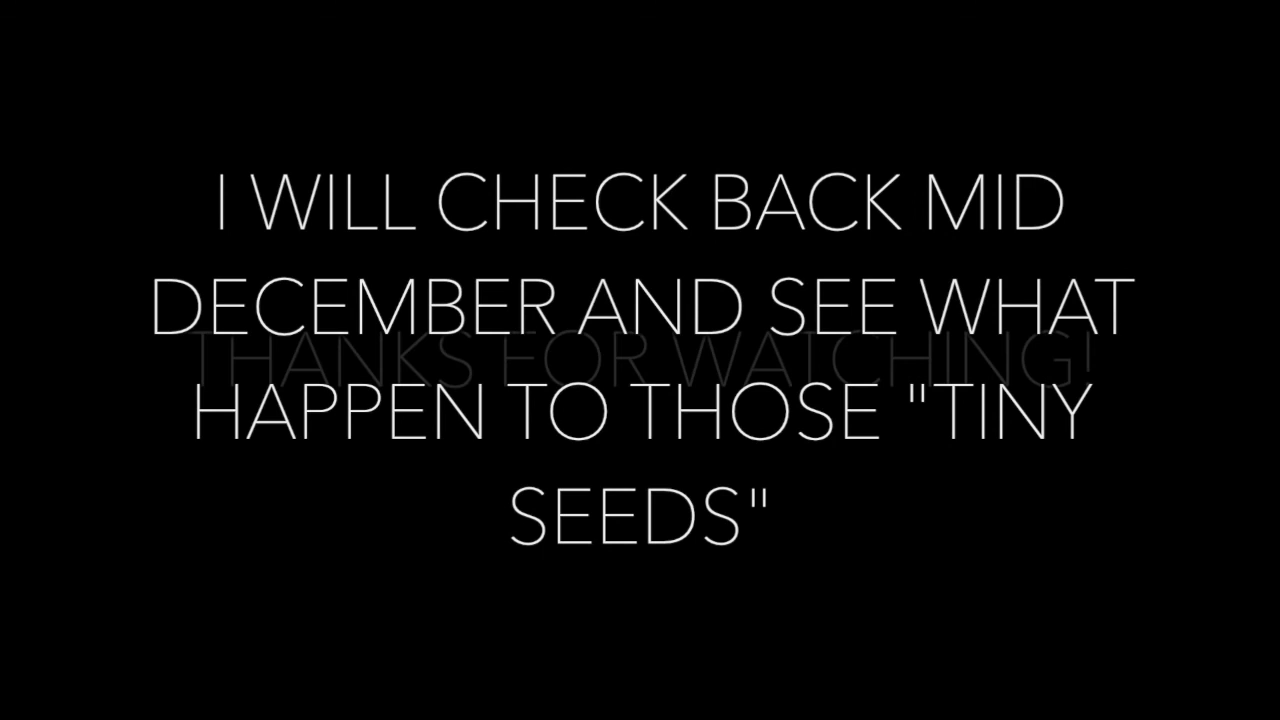 I WILL CHECK BACK MID
DECEMBER AND SEE WHAT
THANKS FOR WATCHING!
HAPPEN TO THOSE "TINY
SEEDS"